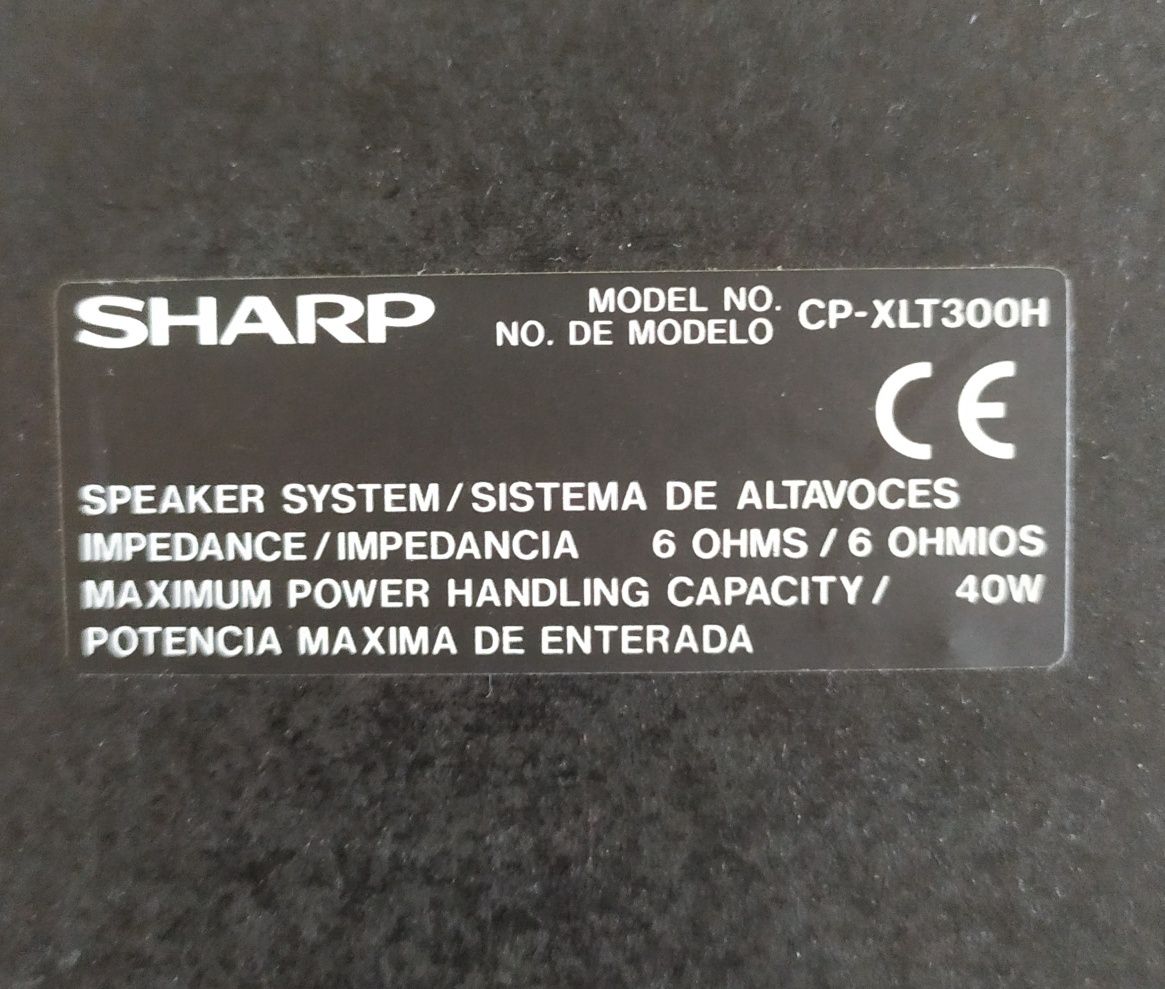 SHARP
MODEL NO.
NO. DE MODELO
CP-XLT300H
CE
SPEAKER SYSTEM/SISTEMA DE ALTAVOCES
IMPEDANCE/IMPEDANCIA 6 OHMS/6 OHMIOS
MAXIMUM POWER HANDLING CAPACITY/ 40W
POTENCIA MAXIMA DE ENTERADA